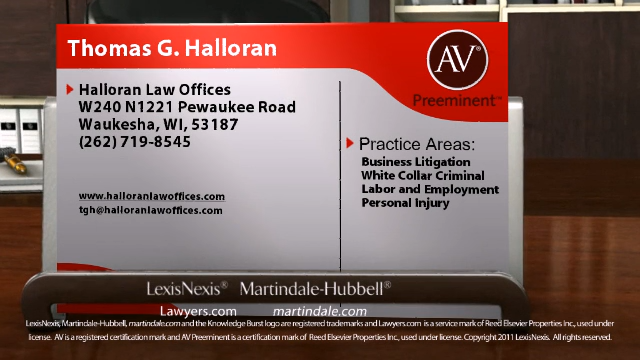 Thomas G. Halloran
AV®
Preeminent™
Halloran Law Offices
W240 N1221 Pewaukee Road
Waukesha, WI, 53187
(262) 719-8545
www.halloranlawoffices.com
tgh@halloranlawoffices.com
Practice Areas:
Business Litigation
White Collar Criminal
Labor and Employment
Personal Injury
LexisNexis® Martindale-Hubbell®
Lawyers.com martindale.com
LexisNexis, Martindale-Hubbell, martindale.com and the Knowledge Burst logo are registered trademarks and Lawyers.com is a service mark of Reed Elsevier Properties Inc., used under
license. AV is a registered certification mark and AV Preeminent is a certification mark of Reed Elsevier Properties Inc., used under license. Copyright 2011 LexisNexis. All rights reserved.